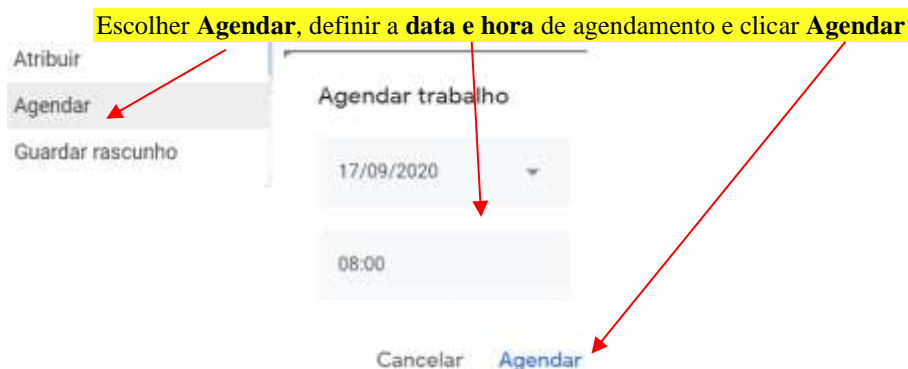 Escolher Agendar, definir a data e hora de agendamento e clicar Agendar
Atribuir
Agendar
Guardar rascunho
Agendar trabalho
17/09/2020
08:00
Cancelar Agendar